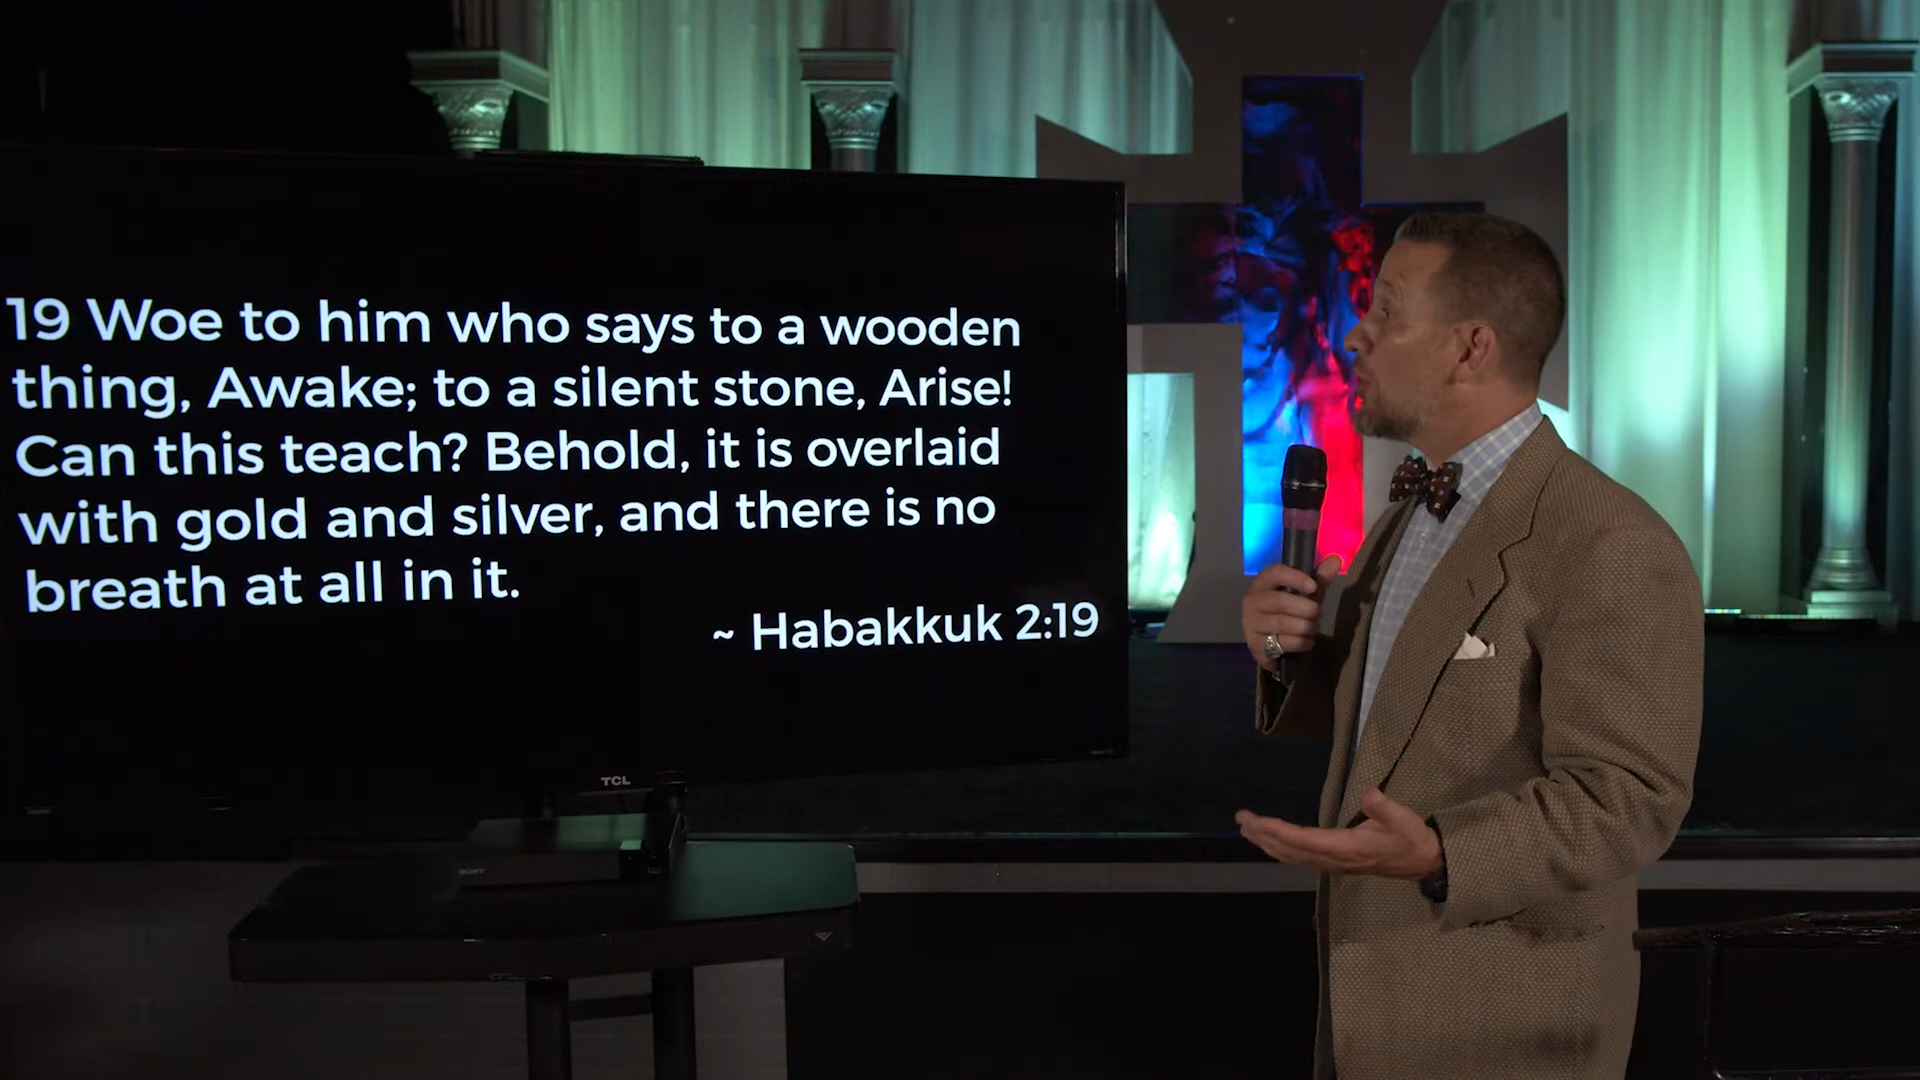 19 Woe to him who says to a wooden
thing, Awake; to a silent stone, Arise!
Can this teach? Behold, it is overlaid
with gold and silver, and there is no
breath at all in it.
~ Habakkuk 2:19
TCL
SONY